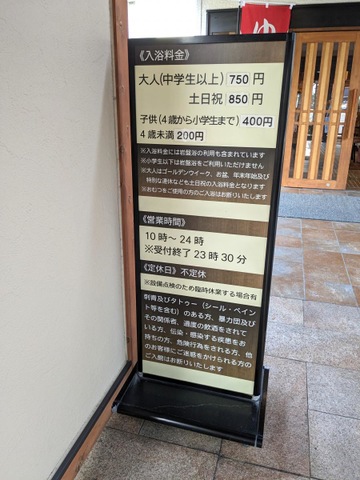 ゆ
《入浴料金》
大人(中学生以上) 750 円
土日祝 850 円
子供(4歳から小学生まで) 400円
4歳未満 200円
※入浴料金には岩盤浴の利用も含まれています
※小学生以下は岩盤浴をご利用いただけません
※大人はゴールデンウイーク、お盆、年末年始及び
特別な連休なども土日祝の入浴料金となります
※おむつをご使用の方のご入浴はお断りいたします
《営業時間》
10時~24時
※受付終了 23時30分
《定休日》不定休
※設備点検のため臨時休業する場合有
刺青及びタトゥー(シール・ペイン
ト等を含む)のある方、暴力団及び
その関係者、過度の飲酒をされて
いる方、伝染・感染する疾患をお
持ちの方、危険行為をされる方、他
のお客様にご迷惑をかけられる方の
ご入館はお断りいたします